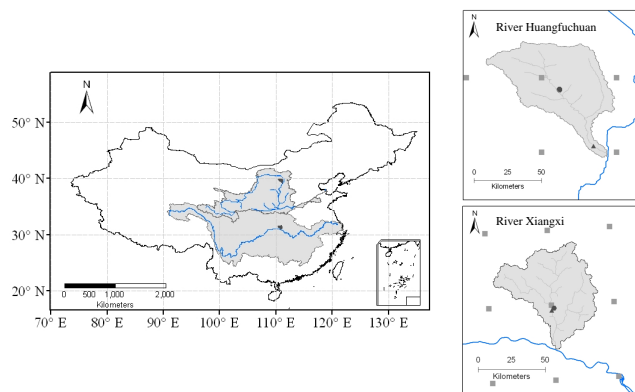 N
50° N
40° N
30° N
20° N
0 500 1,000 2,000
Kilometers
70° E 80° E 90° E 100° E 110° E 120° E 130° E
N
River Huangfuchuan
0 25 50
Kilometers
N
River Xiangxi
0 25 50
Kilometers